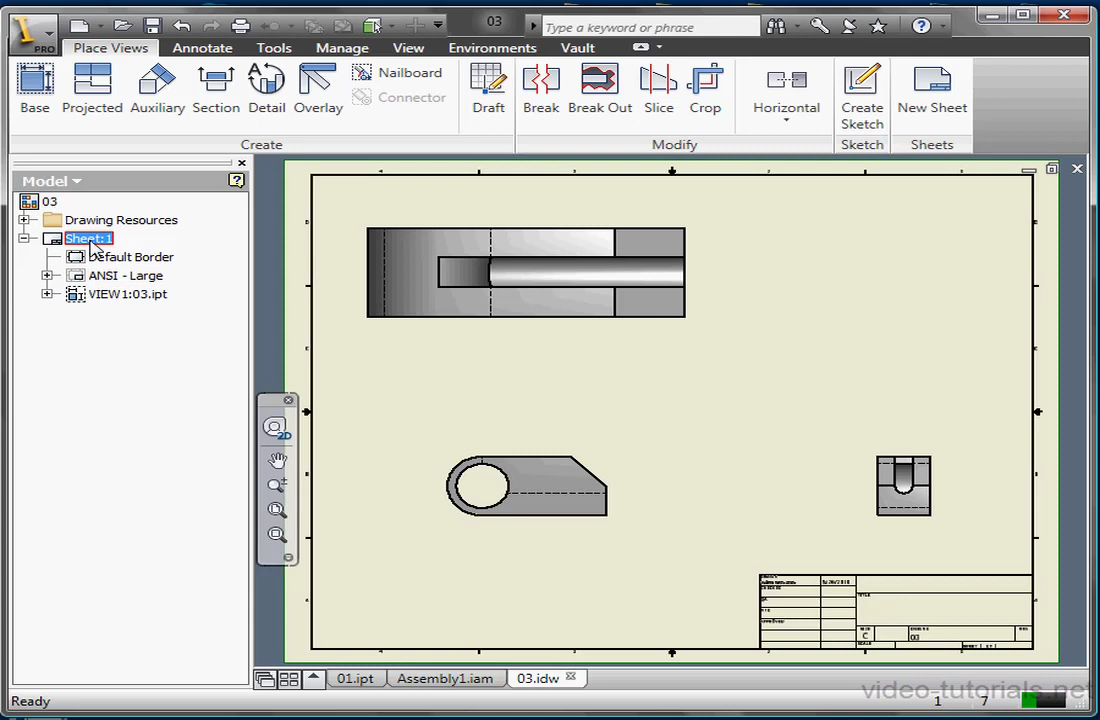 PRO
03
Type a keyword or phrase
Place Views
Annotate
Tools
Manage
View
Environments
Vault
Base
Projected
Auxiliary
Section
Detail
Overlay
Nailboard
Connector
Draft
Break
Break Out
Slice
Crop
Horizontal
Create Sketch
New Sheet
Create
Modify
Sketch
Sheets
Model
03
Drawing Resources
Sheet:1
Default Border
ANSI - Large
VIEW1:03.ipt
2D
C
03
01.ipt
Assembly1.iam
03.idw
Ready
1
7
video-tutorials.net